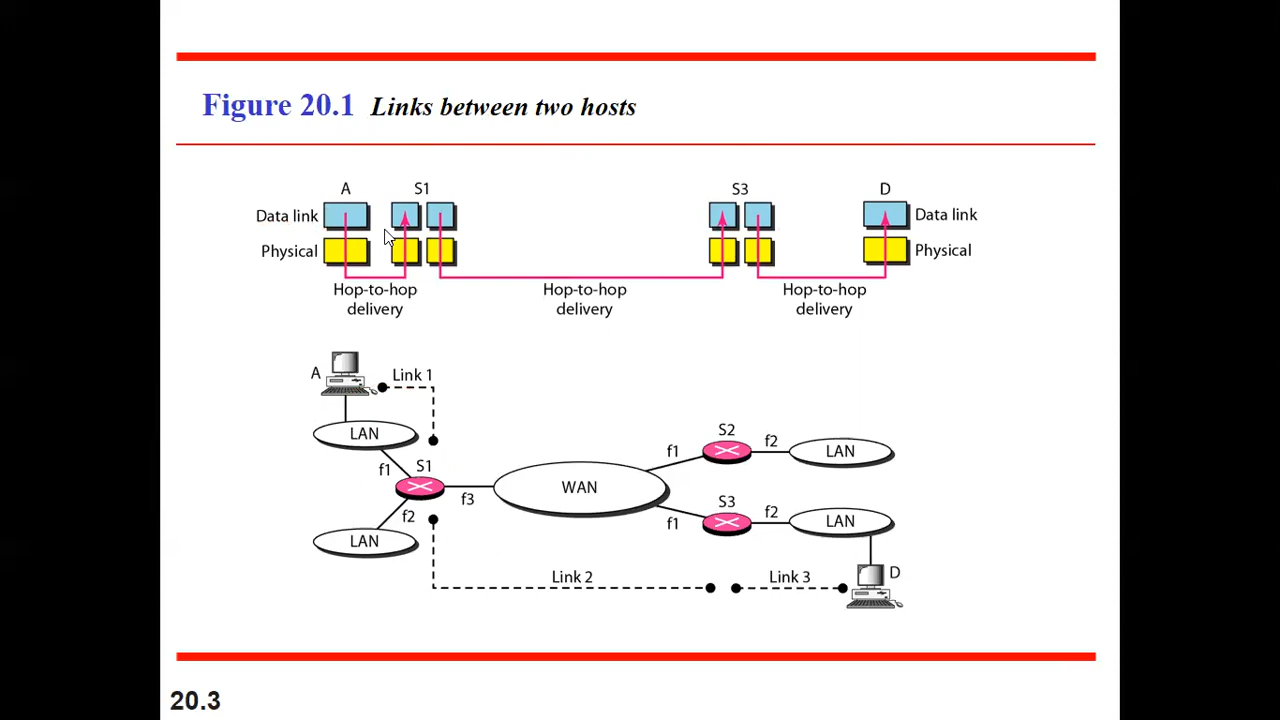 Figure 20.1 Links between two hosts
A S1 S3 D
Data link Data link
Physical Physical
Hop-to-hop Hop-to-hop Hop-to-hop
delivery delivery delivery
A Link 1
LAN S2
f1 f2 LAN
f1 S1
WAN
f3
S3
f2 f1 f2 LAN
LAN
Link 2 Link 3 D
20.3